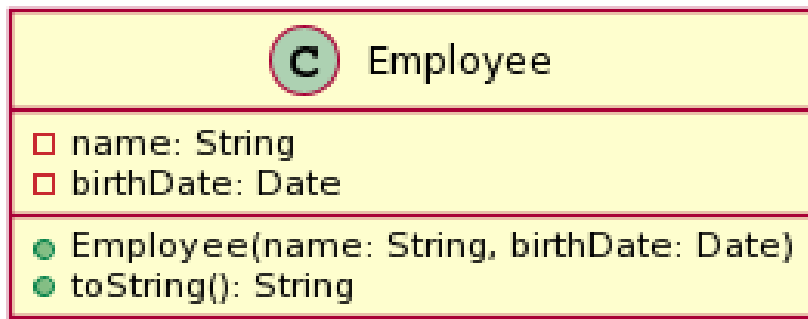 C Employee
name: String
birthDate: Date
Employee(name: String, birthDate: Date)
toString(): String